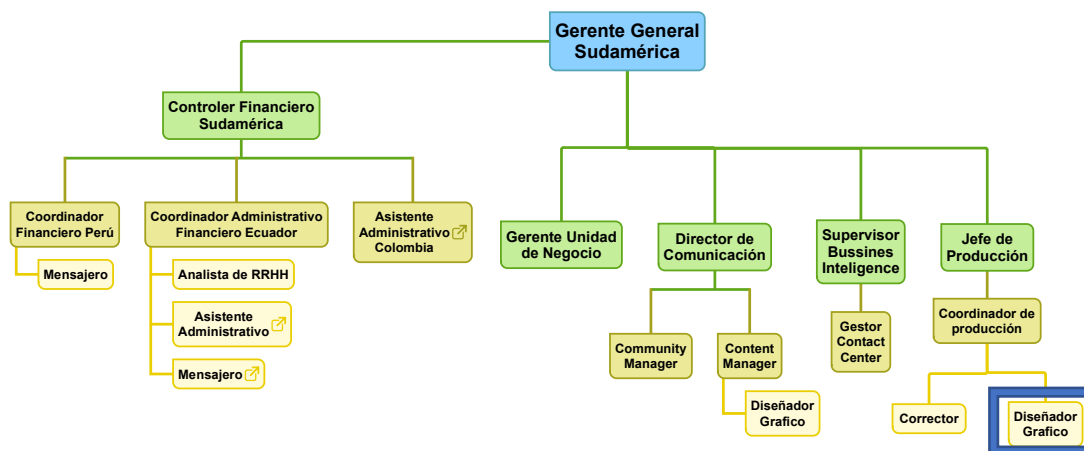 Gerente General
Sudamérica
Controler Financiero
Sudamérica
Coordinador
Financiero Perú
Mensajero
Coordinador Administrativo
Financiero Ecuador
Analista de RRHH
Asistente
Administrativo
Mensajero
Asistente
Administrativo
Colombia
Gerente Unidad
de Negocio
Director de
Comunicación
Community
Manager
Content
Manager
Diseñador
Grafico
Supervisor
Bussines
Inteligence
Gestor
Contact
Center
Jefe de
Producción
Coordinador de
producción
Corrector
Diseñador
Grafico